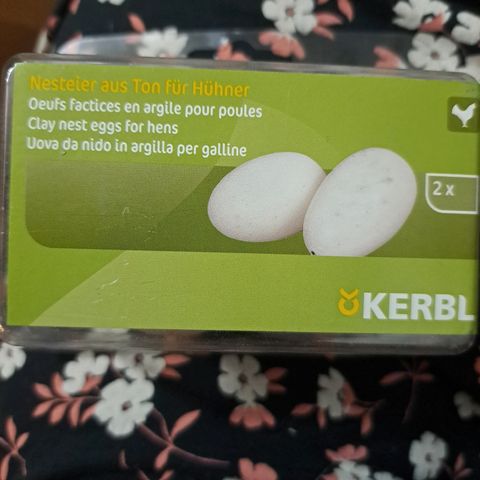 Nesteier aus Ton für Hühner
Oeufs factices en argile pour poules
Clay nest eggs for hens
Uova da nido in argilla per galline
2 x
KERBL